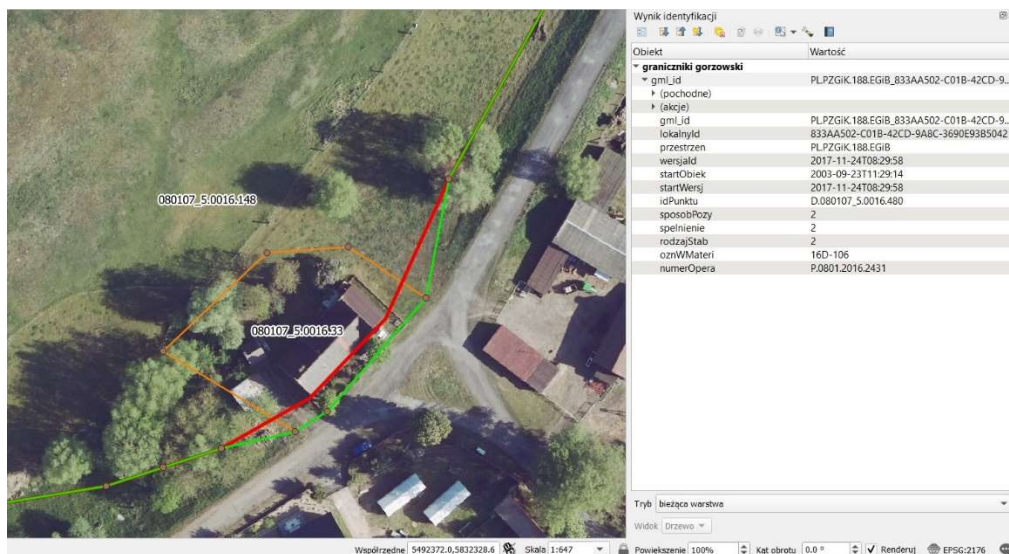 Wynik identyfikacji
Obiekt Wartość
graniczniki gorzowski
gml_id PL.PZGiK.188.EGiB_833AA502-C01B-42CD-9...
(pochodne)
(akcje)
gml_id PL.PZGiK.188.EGiB_833AA502-C01B-42CD-9...
lokalnyId 833AA502-C01B-42CD-9A8C-3690E93B5042
przestrzen PL.PZGiK.188.EGiB
wersjaId 2017-11-24T08:29:58
startObiek 2003-09-23T11:29:14
startWersj 2017-11-24T08:29:58
idPunktu D.080107_5.0016.480
sposobPozy 2
spelnienie 2
rodzajStab 2
oznWMateri 16D-106
numerOpera P.0801.2016.2431
080107_5.0016.148
080107_5.0016.33
Tryb bieżąca warstwa
Widok Drzewo
Współrzędne 5492372.0,5832328.6 Skala 1:647 Powiększenie 100% Kąt obrotu 0.0 ° Renderuj EPSG:2176